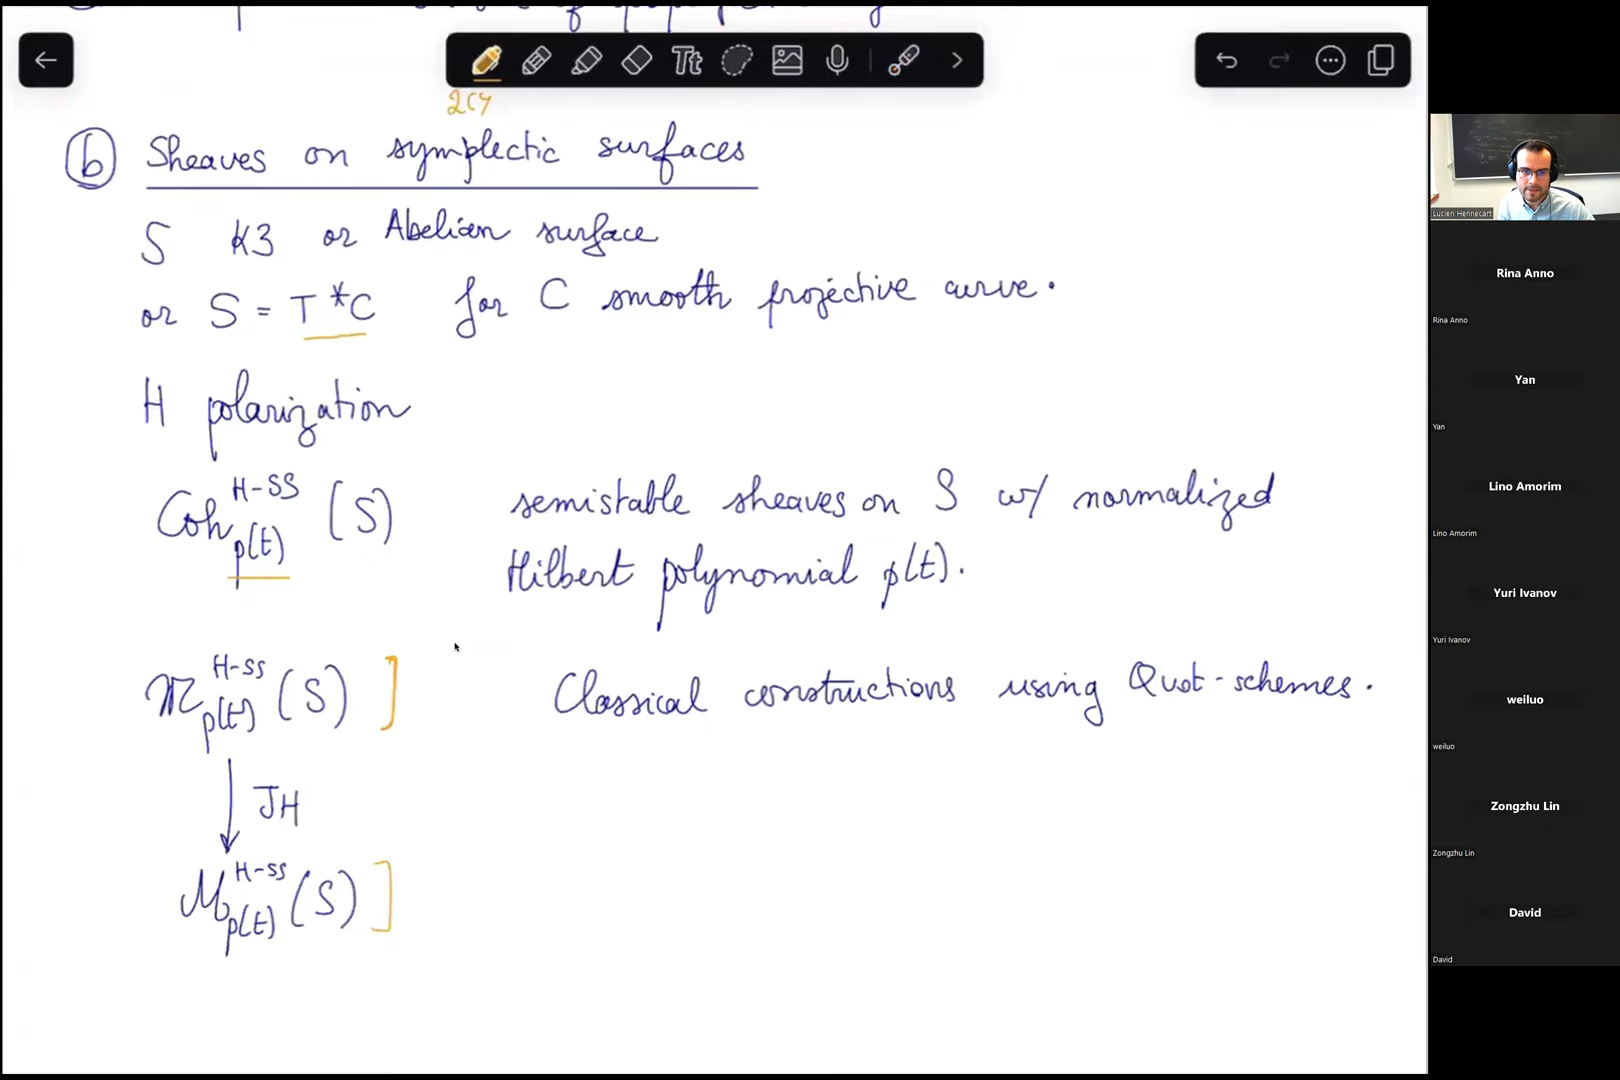 Tt
2CY
b Sheaves on symplectic surfaces
S K3 or Abelian surface
or S = T*C for C smooth projective curve.
H polarization
Coh^{H-SS}_{p(t)} (S) semistable sheaves on S w/ normalized
Hilbert polynomial p(t).
𝔐^{H-SS}_{p(t)} (S) ] Classical constructions using Quot-schemes.
↓ JH
ℳ^{H-SS}_{p(t)} (S) ]
Lucien Hennecart
Rina Anno
Rina Anno
Yan
Yan
Lino Amorim
Lino Amorim
Yuri Ivanov
Yuri Ivanov
weiluo
weiluo
Zongzhu Lin
Zongzhu Lin
David
David